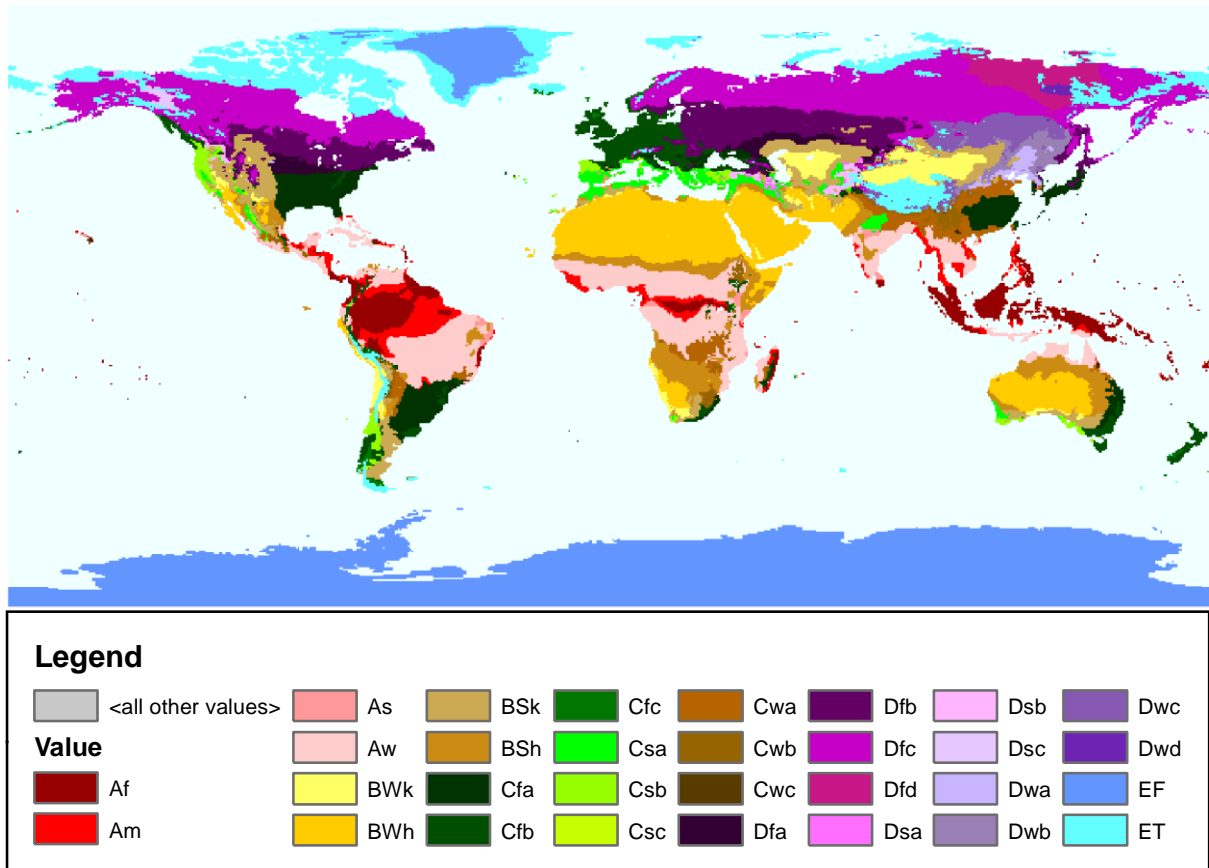 Legend
<all other values>
Value
Af
Am
As
Aw
BWk
BWh
BSk
BSh
Cfa
Cfb
Cfc
Csa
Csb
Csc
Cwa
Cwb
Cwc
Dfa
Dfb
Dfc
Dfd
Dsa
Dsb
Dsc
Dwa
Dwb
Dwc
Dwd
EF
ET